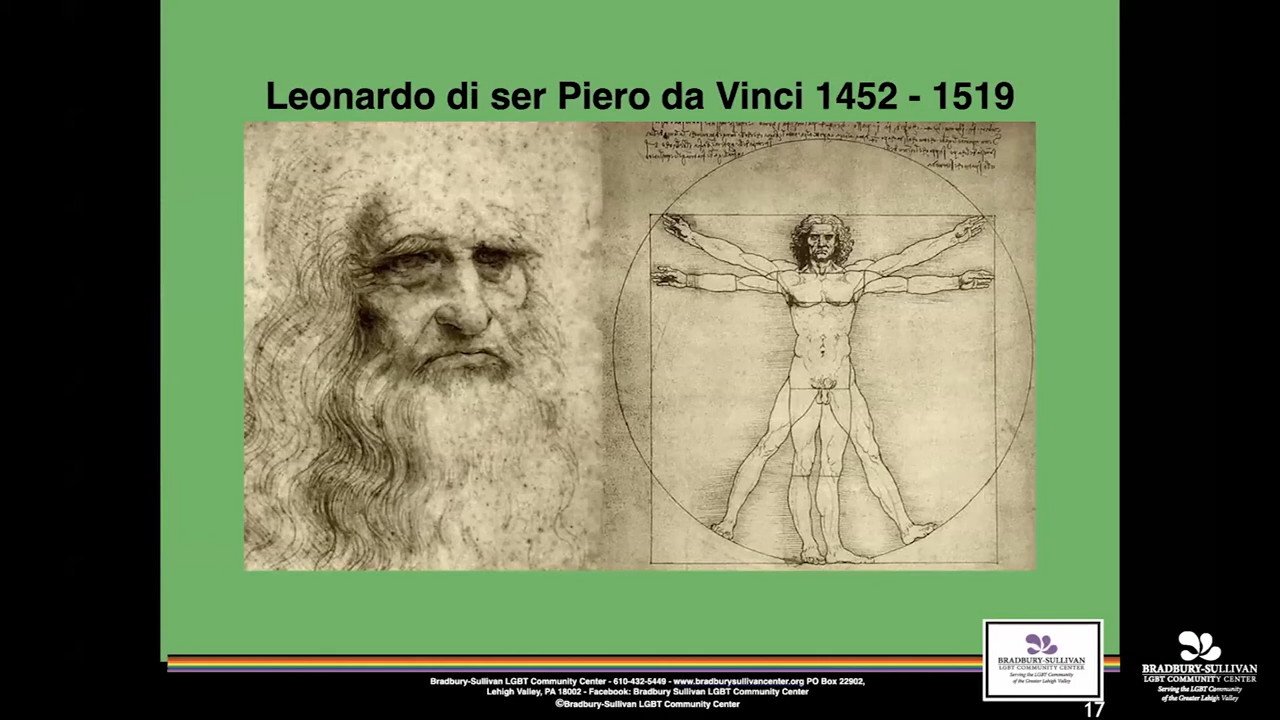 Leonardo di ser Piero da Vinci 1452 - 1519
BRADBURY-SULLIVAN
LGBT COMMUNITY CENTER
Serving the LGBT Community
of the Greater Lehigh Valley
BRADBURY-SULLIVAN
LGBT COMMUNITY CENTER
Serving the LGBT Community
of the Greater Lehigh Valley
Bradbury-Sullivan LGBT Community Center - 610-432-5449 - www.bradburysullivancenter.org PO Box 22902,
Lehigh Valley, PA 18002 - Facebook: Bradbury Sullivan LGBT Community Center
©Bradbury-Sullivan LGBT Community Center
17